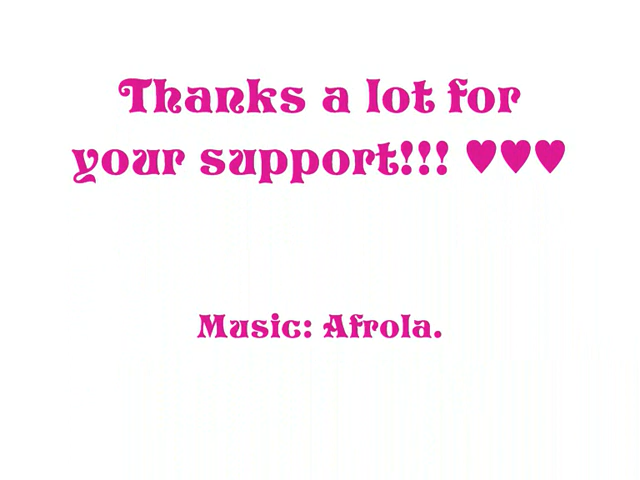 Thanks a lot for
your support!!! ♥♥♥
Music: Afrola.